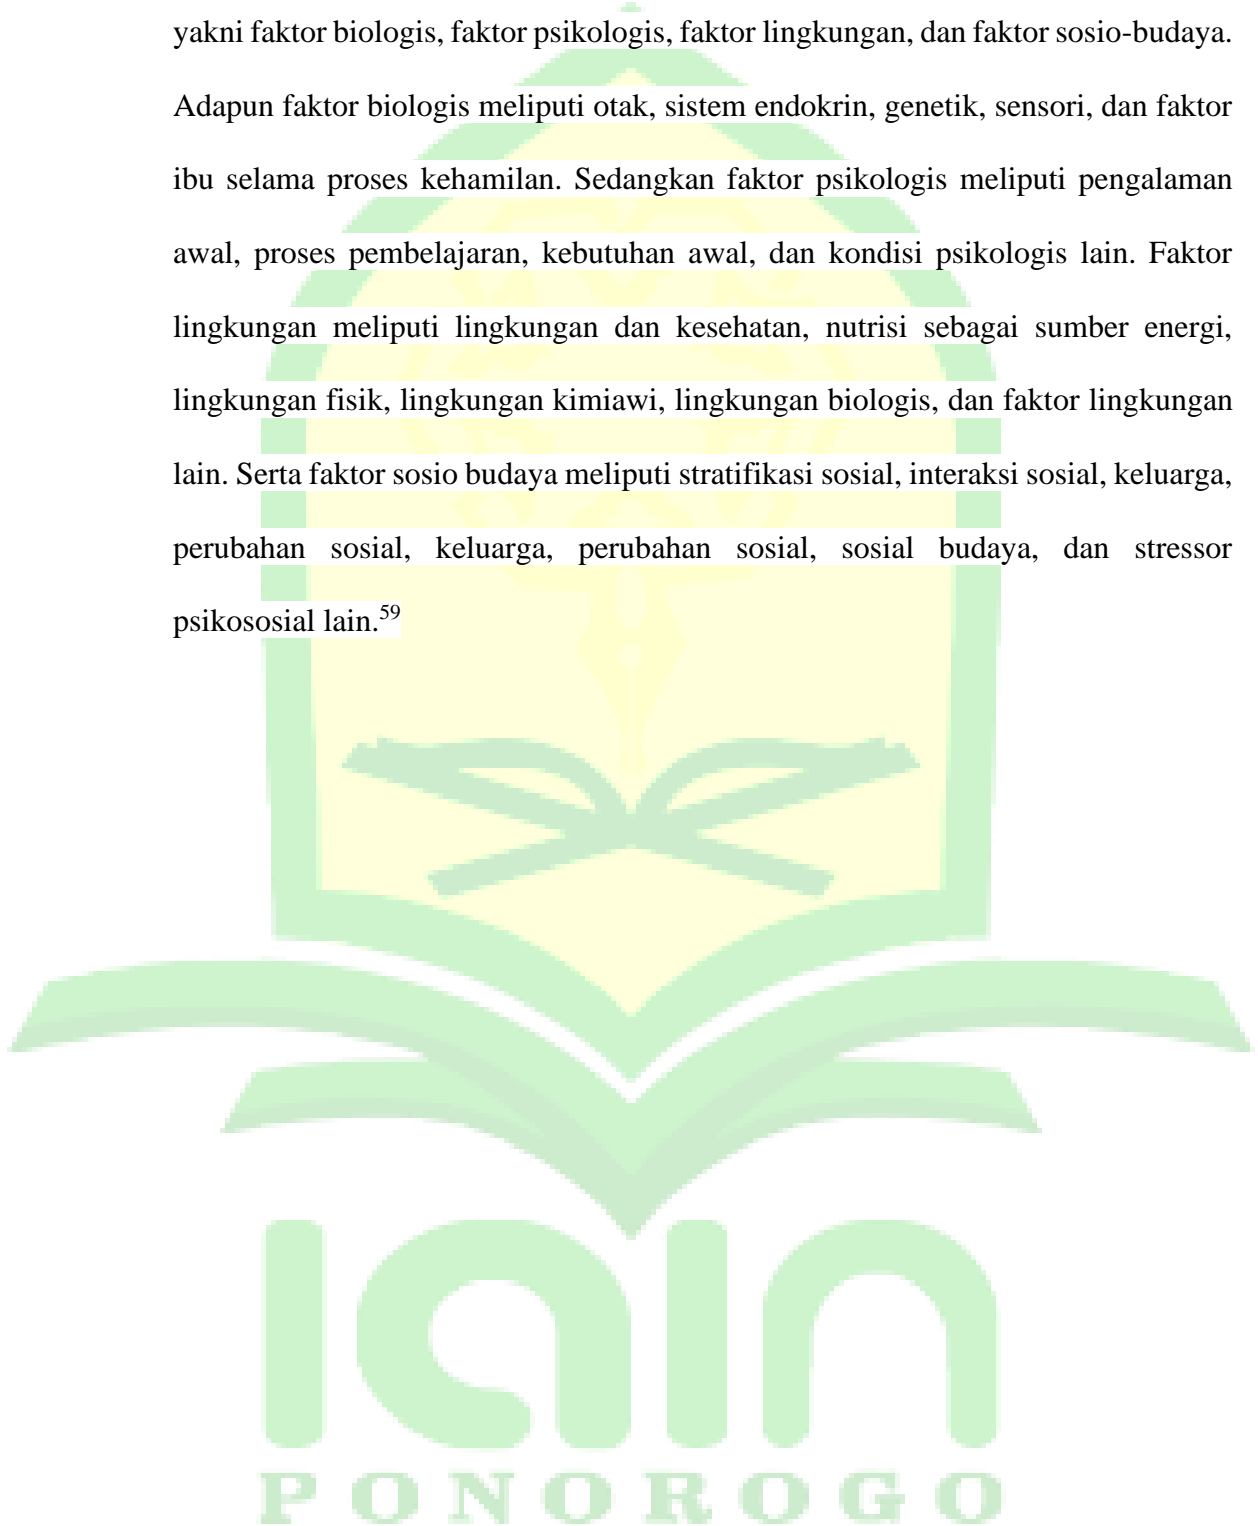 yakni faktor biologis, faktor psikologis, faktor lingkungan, dan faktor sosio-budaya.
Adapun faktor biologis meliputi otak, sistem endokrin, genetik, sensori, dan faktor
ibu selama proses kehamilan. Sedangkan faktor psikologis meliputi pengalaman
awal, proses pembelajaran, kebutuhan awal, dan kondisi psikologis lain. Faktor
lingkungan meliputi lingkungan dan kesehatan, nutrisi sebagai sumber energi,
lingkungan fisik, lingkungan kimiawi, lingkungan biologis, dan faktor lingkungan
lain. Serta faktor sosio budaya meliputi stratifikasi sosial, interaksi sosial, keluarga,
perubahan sosial, keluarga, perubahan sosial, sosial budaya, dan stressor
psikososial lain.59
iain
PONOROGO